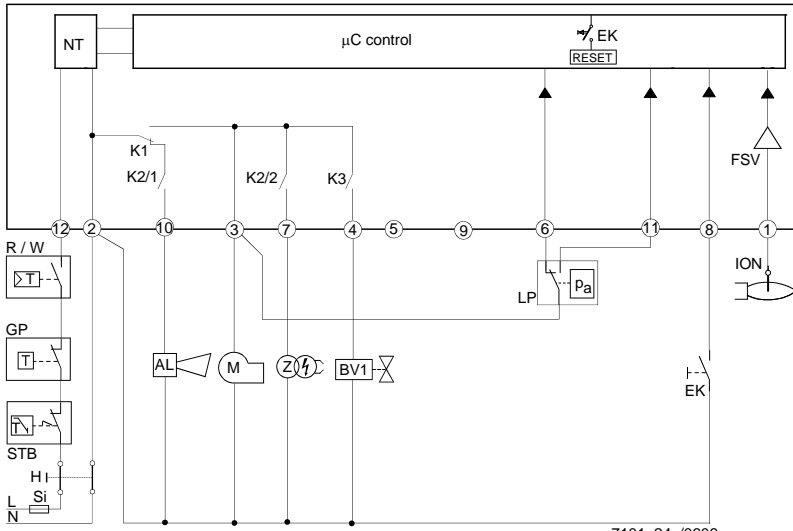 NT
µC control
EK
RESET
K1
K2/1
K2/2
K3
FSV
12
2
10
3
7
4
5
9
6
11
8
1
R / W
T
LP
pa
ION
GP
T
AL
M
Z
BV1
EK
STB
H
L
Si
N